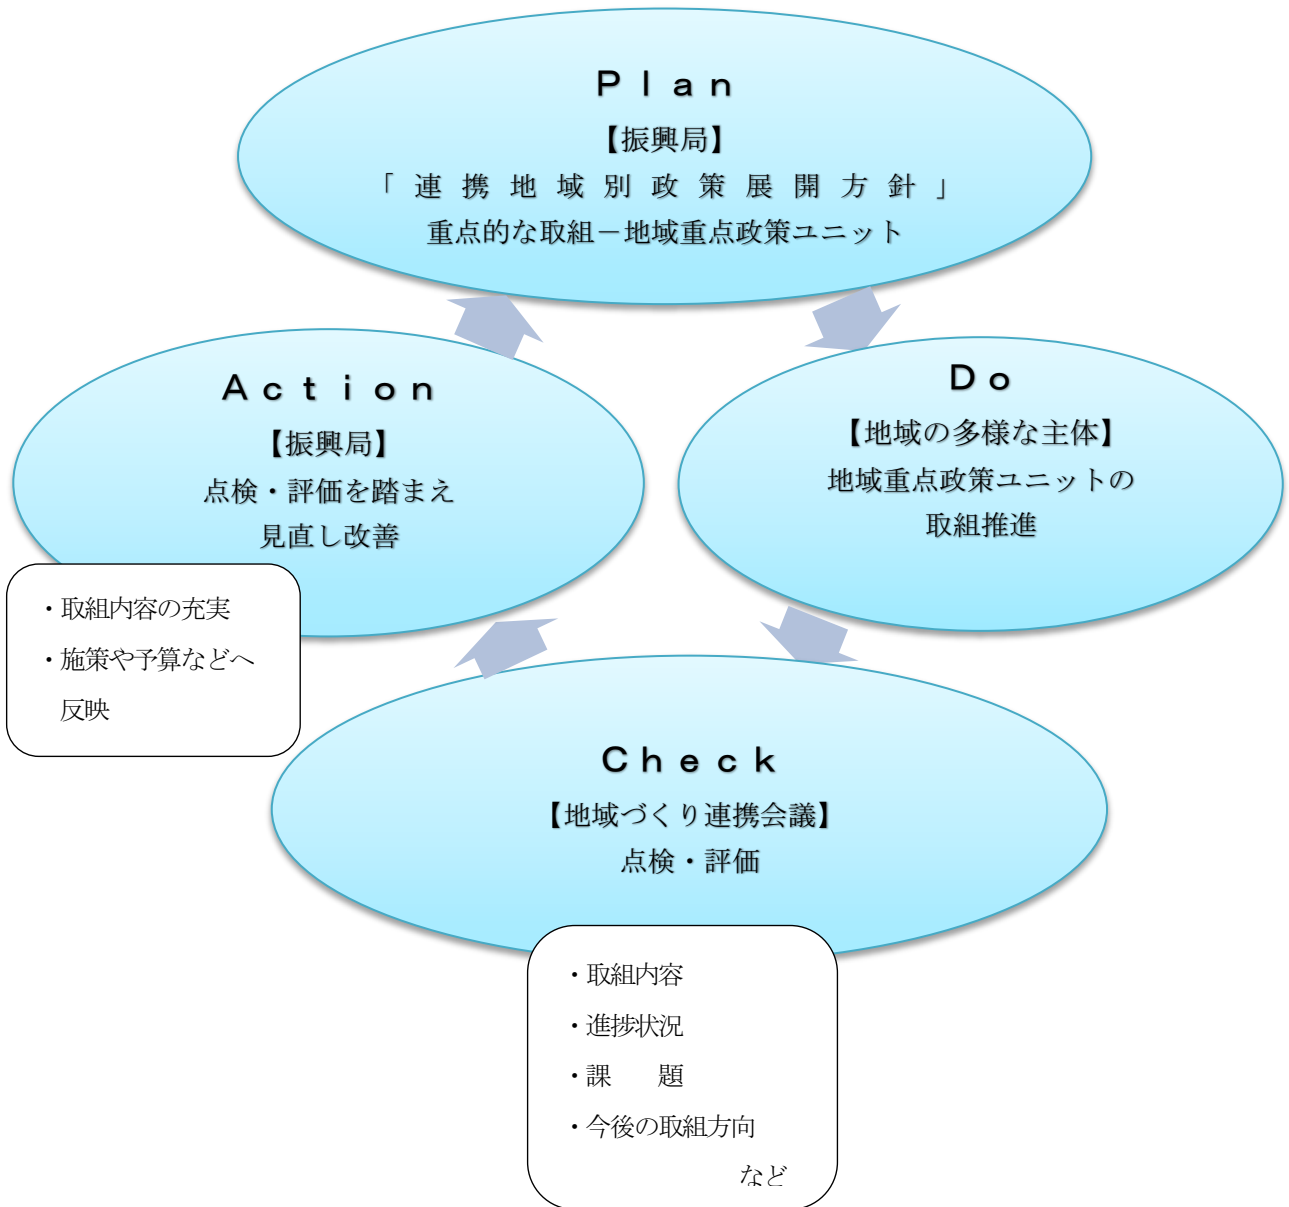 Ｐｌａｎ
【振興局】
「連携地域別政策展開方針」
重点的な取組－地域重点政策ユニット
Ａｃｔｉｏｎ
【振興局】
点検・評価を踏まえ
見直し改善
・取組内容の充実
・施策や予算などへ
反映
Ｄｏ
【地域の多様な主体】
地域重点政策ユニットの
取組推進
Ｃｈｅｃｋ
【地域づくり連携会議】
点検・評価
・取組内容
・進捗状況
・課　　題
・今後の取組方向
など